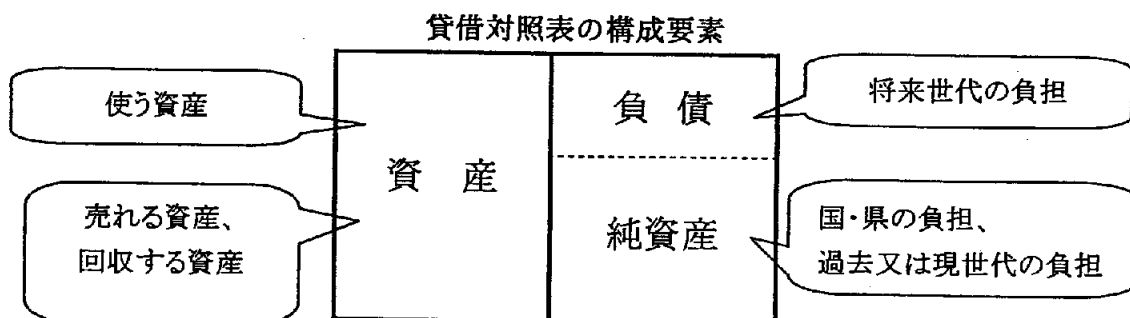 貸借対照表の構成要素
使う資産
売れる資産、
回収する資産
資 産
負 債
純資産
将来世代の負担
国・県の負担、
過去又は現世代の負担